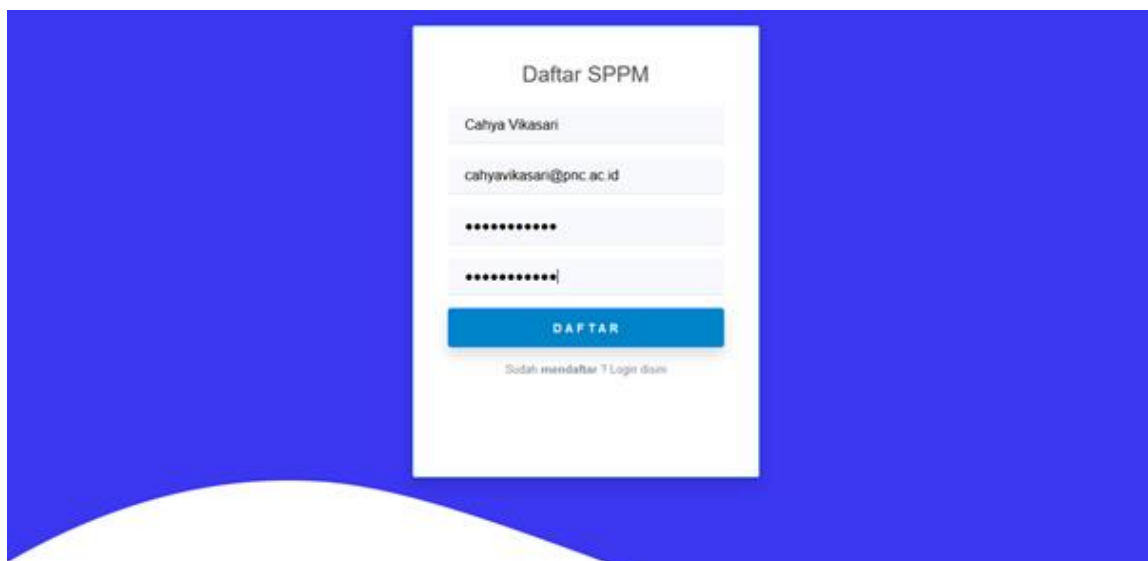 Daftar SPPM
Cahya Vikasari
cahyavikasari@pnc.ac.id
•••••••••••
•••••••••••
DAFTAR
Sudah mendaftar ? Login disini